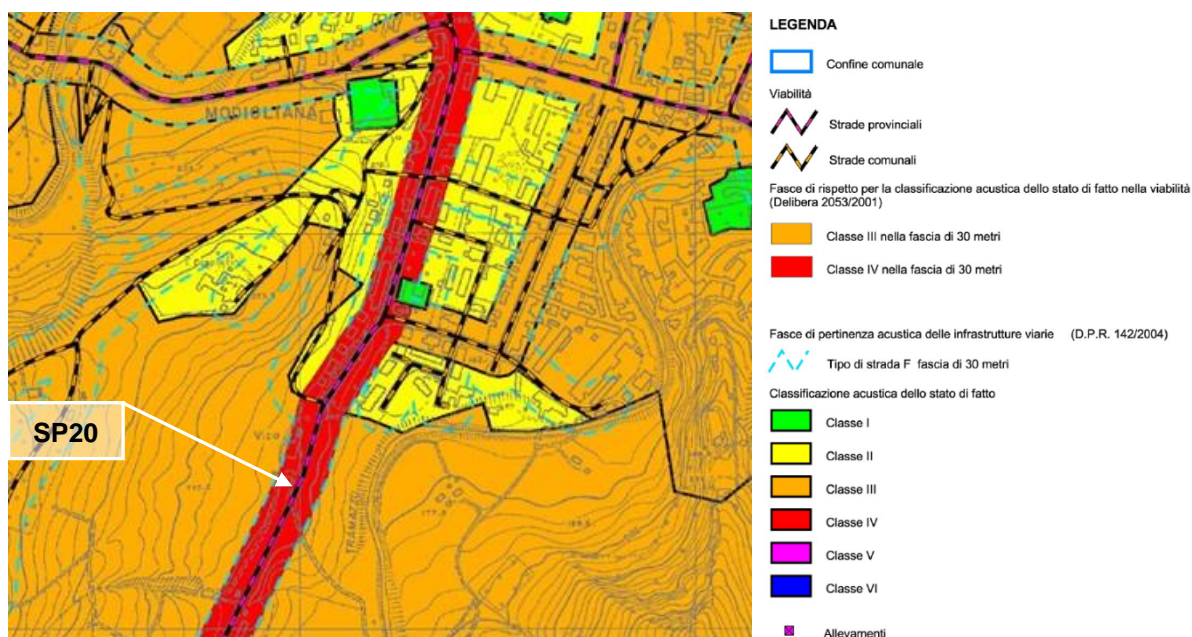 MODIGLIANA
SP20
Vico
TRAMAZZO
LEGENDA
Confine comunale
Viabilità
Strade provinciali
Strade comunali
Fasce di rispetto per la classificazione acustica dello stato di fatto nella viabilità
(Delibera 2053/2001)
Classe III nella fascia di 30 metri
Classe IV nella fascia di 30 metri
Fasce di pertinenza acustica delle infrastrutture viarie (D.P.R. 142/2004)
Tipo di strada F fascia di 30 metri
Classificazione acustica dello stato di fatto
Classe I
Classe II
Classe III
Classe IV
Classe V
Classe VI
Allevamenti